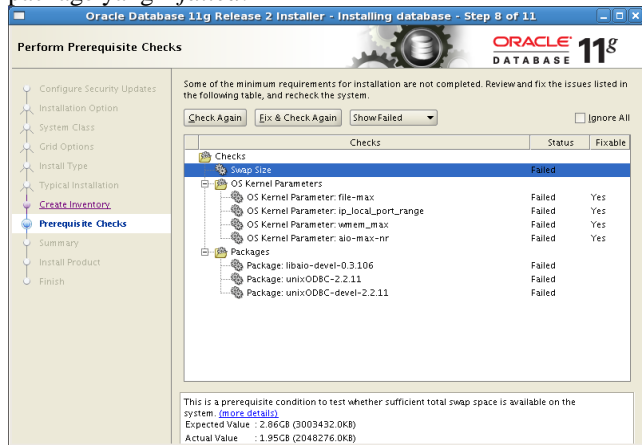 Oracle Database 11g Release 2 Installer - Installing database - Step 8 of 11
Perform Prerequisite Checks
ORACLE
DATABASE
11g
Configure Security Updates
Installation Option
System Class
Grid Options
Install Type
Typical Installation
Create Inventory
Prerequisite Checks
Summary
Install Product
Finish
Some of the minimum requirements for installation are not completed. Review and fix the issues listed in
the following table, and recheck the system.
Check Again Fix & Check Again Show Failed Ignore All
Checks Status Fixable
Checks
Swap Size Failed
OS Kernel Parameters
OS Kernel Parameter: file-max Failed Yes
OS Kernel Parameter: ip_local_port_range Failed Yes
OS Kernel Parameter: wmem_max Failed Yes
OS Kernel Parameter: aio-max-nr Failed Yes
Packages
Package: libaio-devel-0.3.106 Failed
Package: unixODBC-2.2.11 Failed
Package: unixODBC-devel-2.2.11 Failed
This is a prerequisite condition to test whether sufficient total swap space is available on the
system. (more details)
Expected Value : 2.86GB (3003432.0KB)
Actual Value : 1.95GB (2048276.0KB)